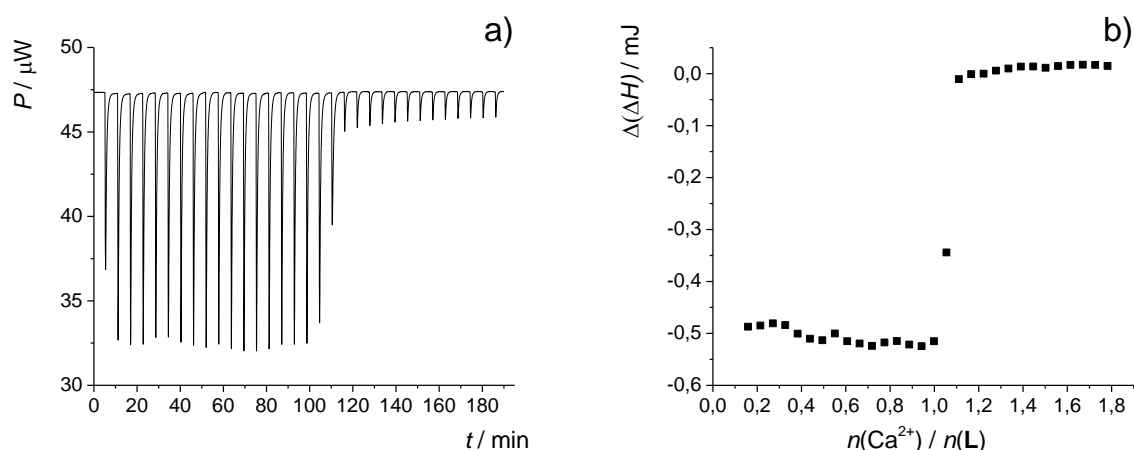 a)
P / μW
50
45
40
35
30
0 20 40 60 80 100 120 140 160 180
t / min
b)
Δ(ΔH) / mJ
0,0
-0,1
-0,2
-0,3
-0,4
-0,5
-0,6
0,0 0,2 0,4 0,6 0,8 1,0 1,2 1,4 1,6 1,8
n(Ca²⁺) / n(L)